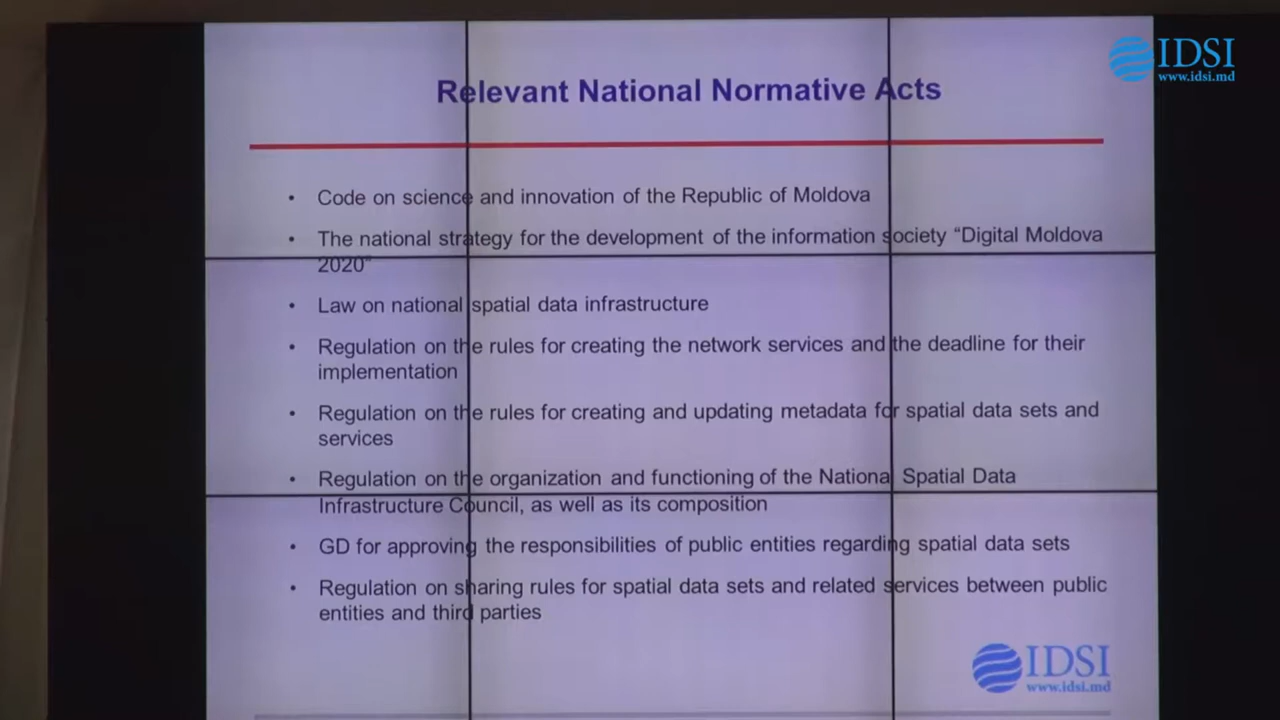 IDSI
www.idsi.md
Relevant National Normative Acts
• Code on science and innovation of the Republic of Moldova
• The national strategy for the development of the information society “Digital Moldova
2020”
• Law on national spatial data infrastructure
• Regulation on the rules for creating the network services and the deadline for their
implementation
• Regulation on the rules for creating and updating metadata for spatial data sets and
services
• Regulation on the organization and functioning of the National Spatial Data
Infrastructure Council, as well as its composition
• GD for approving the responsibilities of public entities regarding spatial data sets
• Regulation on sharing rules for spatial data sets and related services between public
entities and third parties
IDSI
www.idsi.md